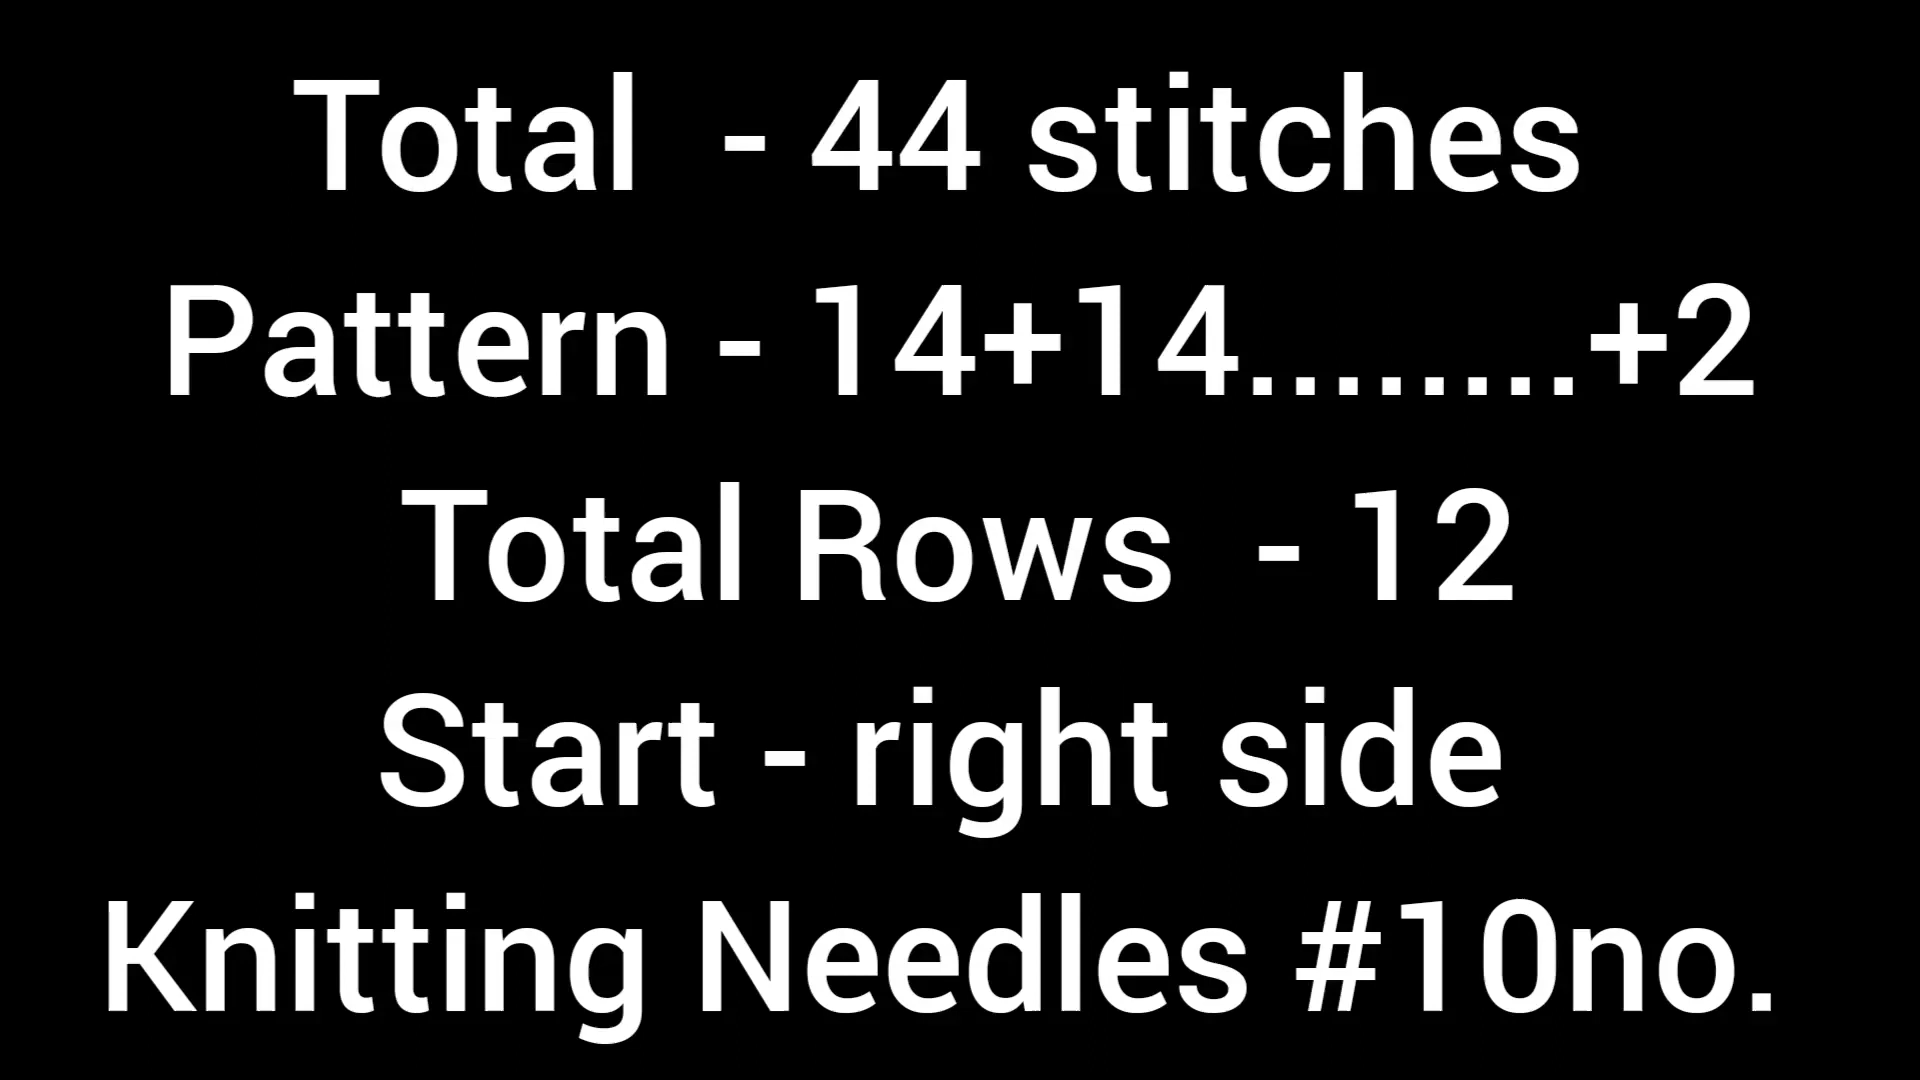 Total - 44 stitches
Pattern - 14+14........+2
Total Rows - 12
Start - right side
Knitting Needles #10no.